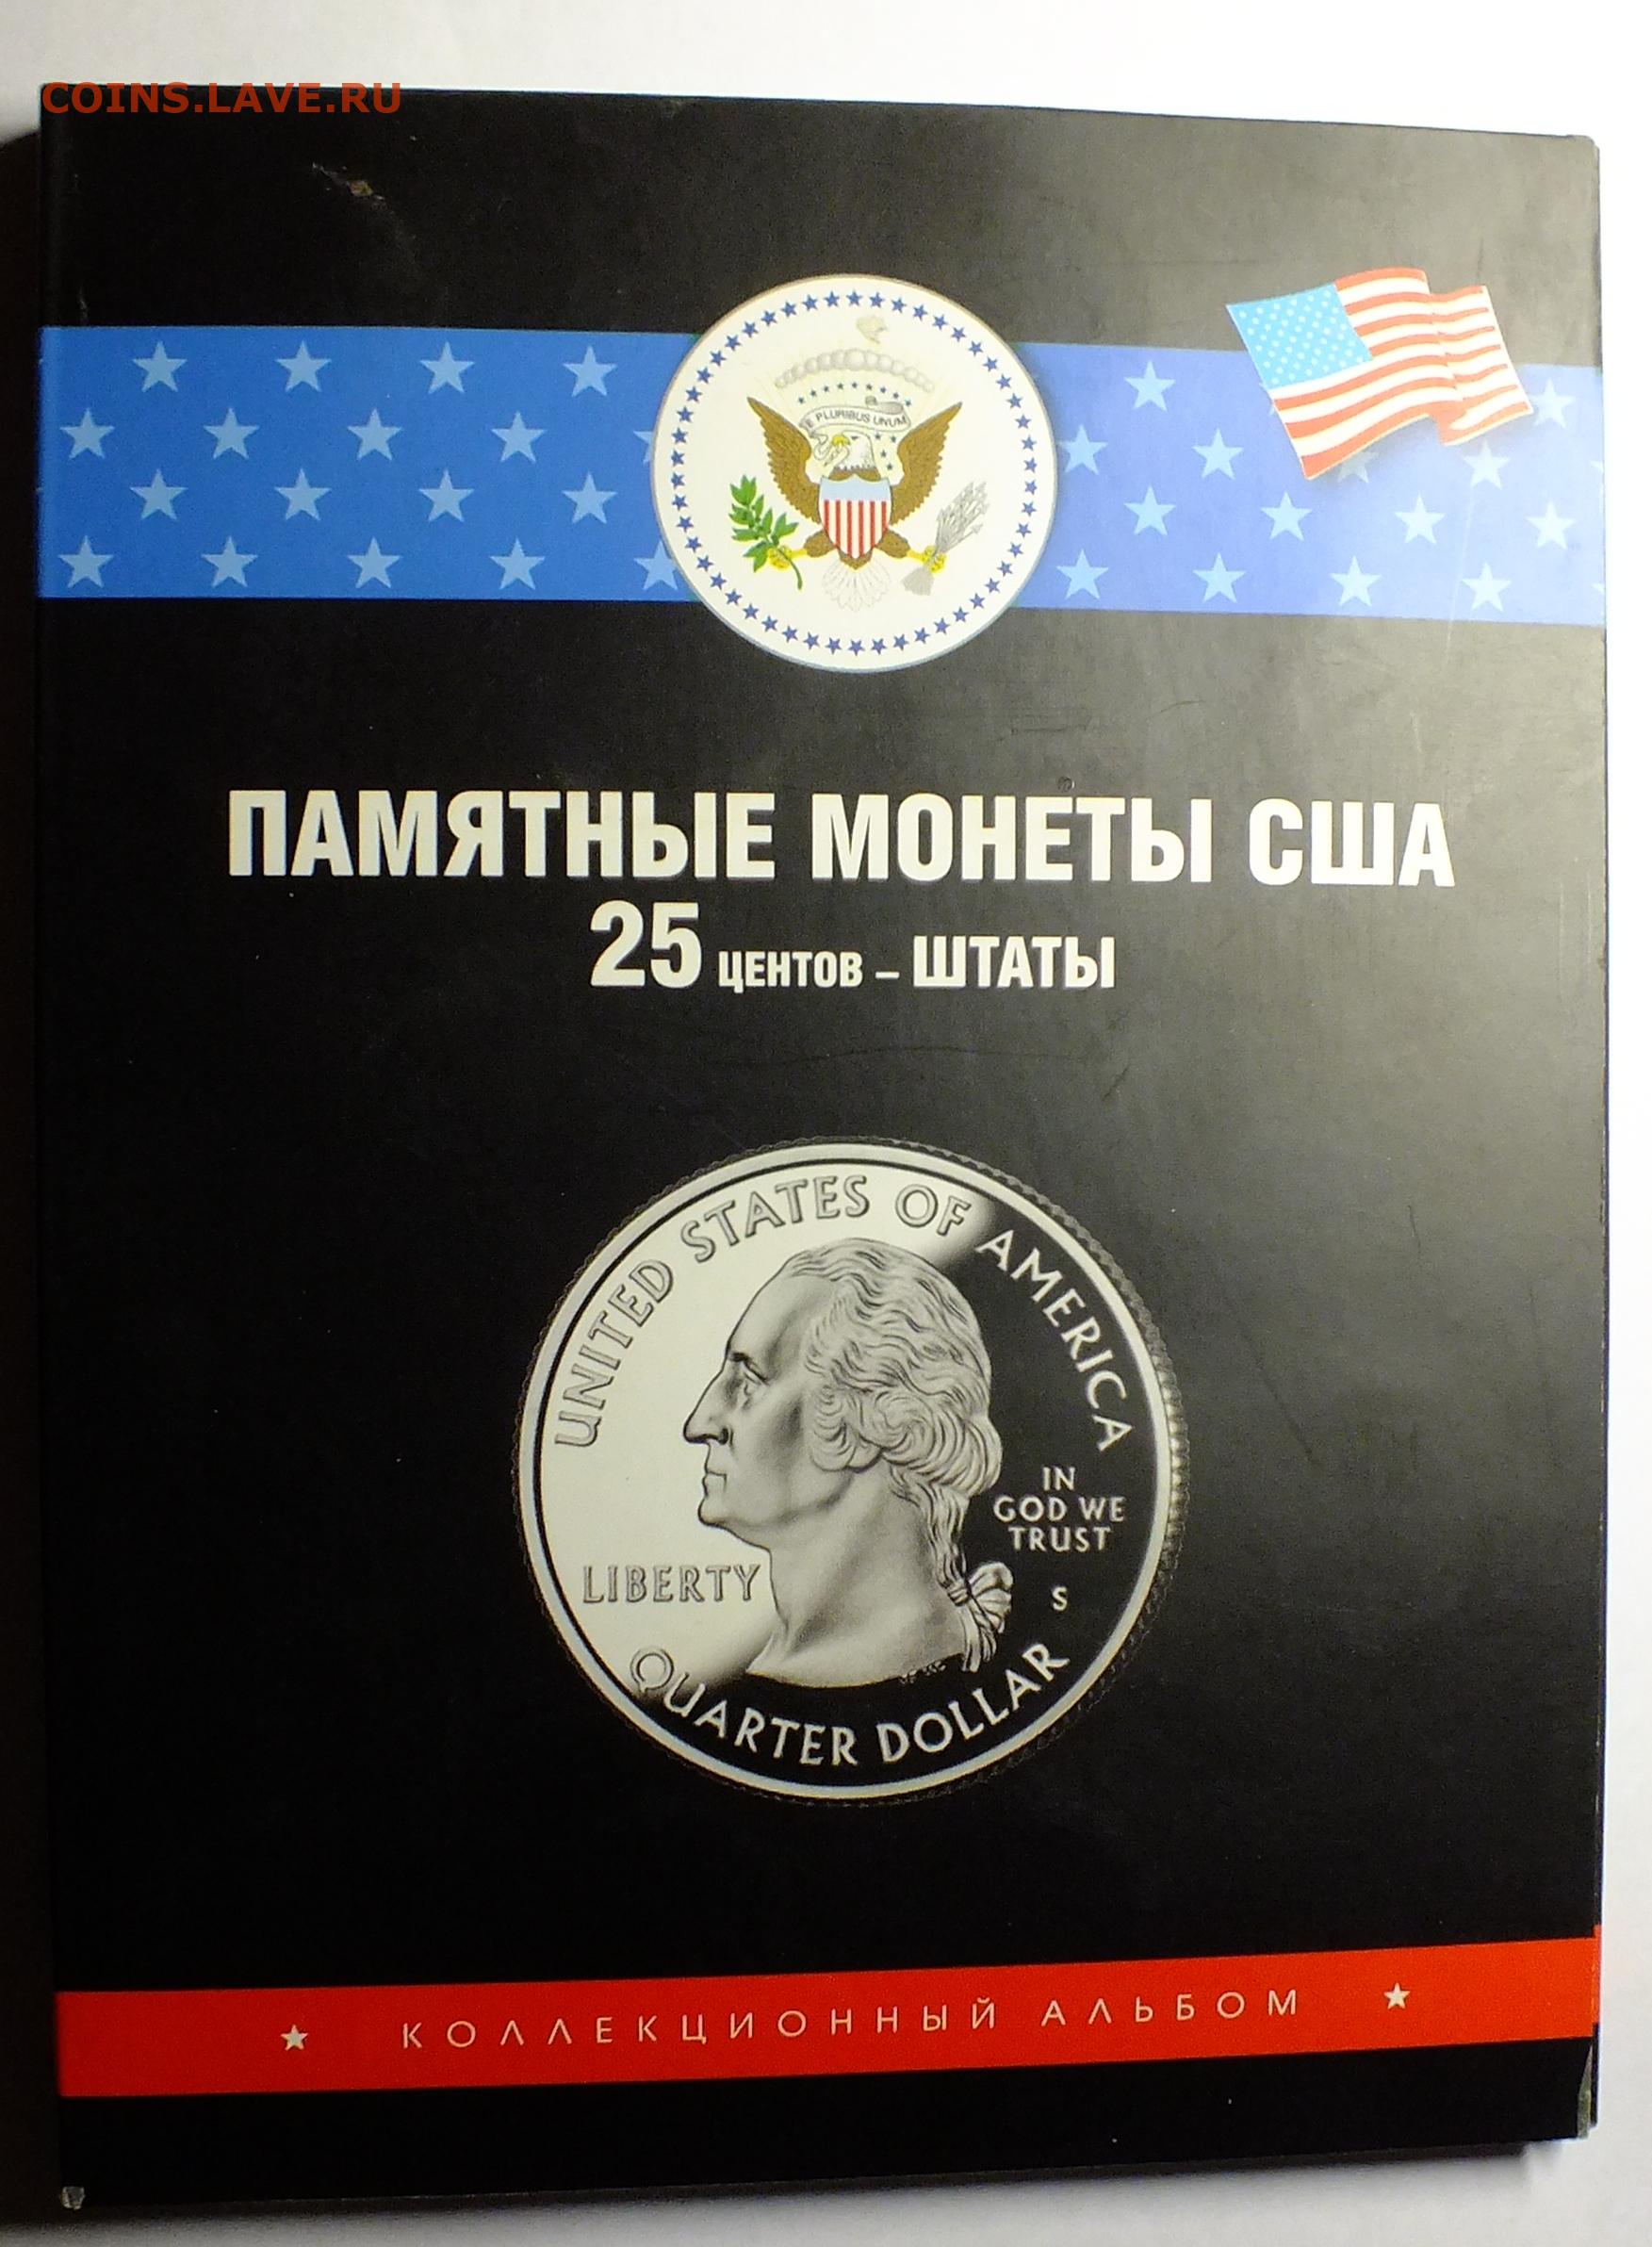 COINS.LAVE.RU
E PLURIBUS UNUM
ПАМЯТНЫЕ МОНЕТЫ США
25 ЦЕНТОВ – ШТАТЫ
UNITED STATES OF AMERICA
IN
GOD WE
TRUST
LIBERTY
S
QUARTER DOLLAR
КОЛЛЕКЦИОННЫЙ АЛЬБОМ